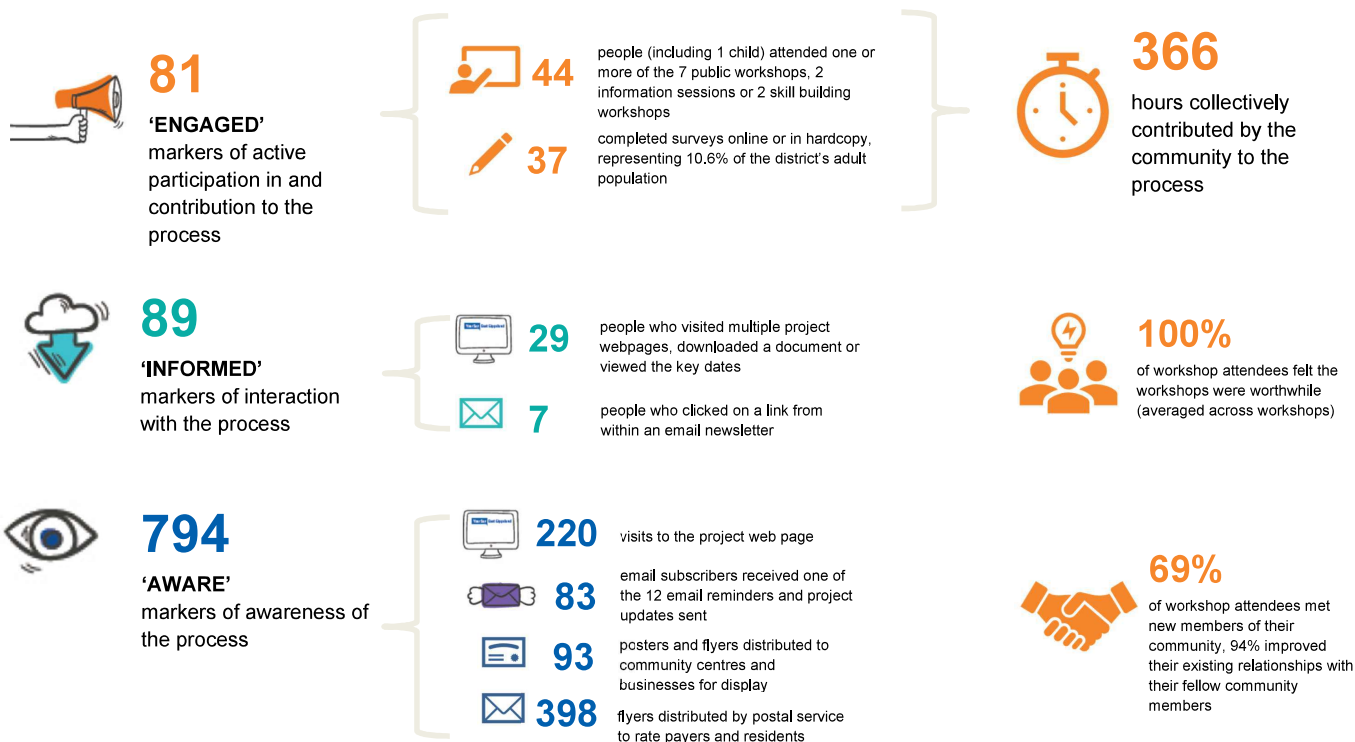 81
‘ENGAGED’
markers of active
participation in and
contribution to the
process
44
people (including 1 child) attended one or
more of the 7 public workshops, 2
information sessions or 2 skill building
workshops
37
completed surveys online or in hardcopy,
representing 10.6% of the district’s adult
population
366
hours collectively
contributed by the
community to the
process
89
‘INFORMED’
markers of interaction
with the process
29
people who visited multiple project
webpages, downloaded a document or
viewed the key dates
7
people who clicked on a link from
within an email newsletter
100%
of workshop attendees felt the
workshops were worthwhile
(averaged across workshops)
794
‘AWARE’
markers of awareness of
the process
220
visits to the project web page
83
email subscribers received one of
the 12 email reminders and project
updates sent
93
posters and flyers distributed to
community centres and
businesses for display
398
flyers distributed by postal service
to rate payers and residents
69%
of workshop attendees met
new members of their
community, 94% improved
their existing relationships with
their fellow community
members